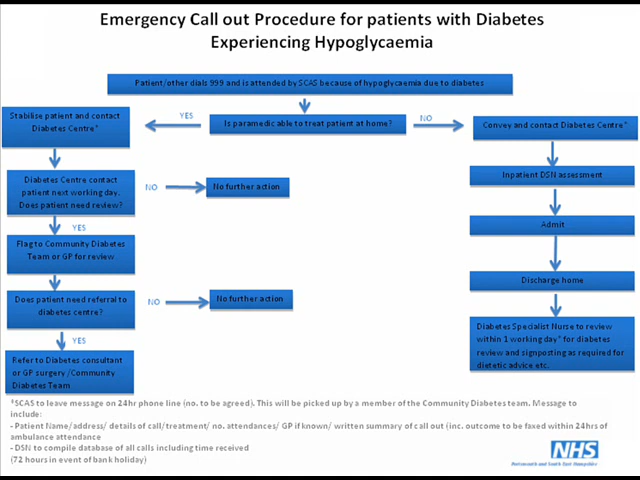 Emergency Call out Procedure for patients with Diabetes
Experiencing Hypoglycaemia
Patient/other dials 999 and is attended by SCAS because of hypoglycaemia due to diabetes
Stabilise patient and contact
Diabetes Centre*
YES
Is paramedic able to treat patient at home?
NO
Convey and contact Diabetes Centre*
Diabetes Centre contact
patient next working day.
Does patient need review?
NO
No further action
Inpatient DSN assessment
YES
Admit
Flag to Community Diabetes
Team or GP for review
Discharge home
Does patient need referral to
diabetes centre?
NO
No further action
Diabetes Specialist Nurse to review
within 1 working day* for diabetes
review and signposting as required for
dietetic advice etc.
YES
Refer to Diabetes consultant
or GP surgery /Community
Diabetes Team
*SCAS to leave message on 24hr phone line (no. to be agreed). This will be picked up by a member of the Community Diabetes team. Message to
include:
- Patient Name/address/ details of call/treatment/ no. attendances/ GP if known/ written summary of call out (inc. outcome to be faxed within 24hrs of
ambulance attendance
- DSN to compile database of all calls including time received
(72 hours in event of bank holiday)
NHS
Portsmouth and South East Hampshire